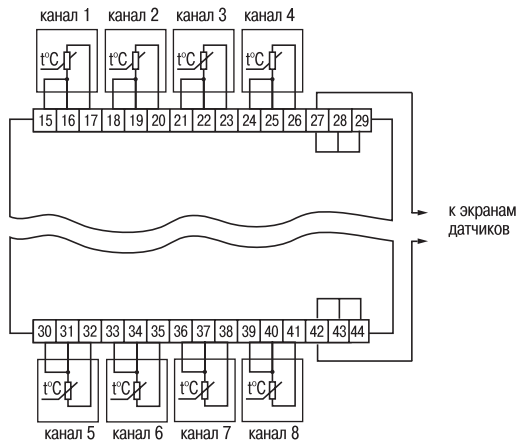 канал 1 канал 2 канал 3 канал 4
t°C t°C t°C t°C
15 16 17 18 19 20 21 22 23 24 25 26 27 28 29
к экранам
датчиков
30 31 32 33 34 35 36 37 38 39 40 41 42 43 44
t°C t°C t°C t°C
канал 5 канал 6 канал 7 канал 8